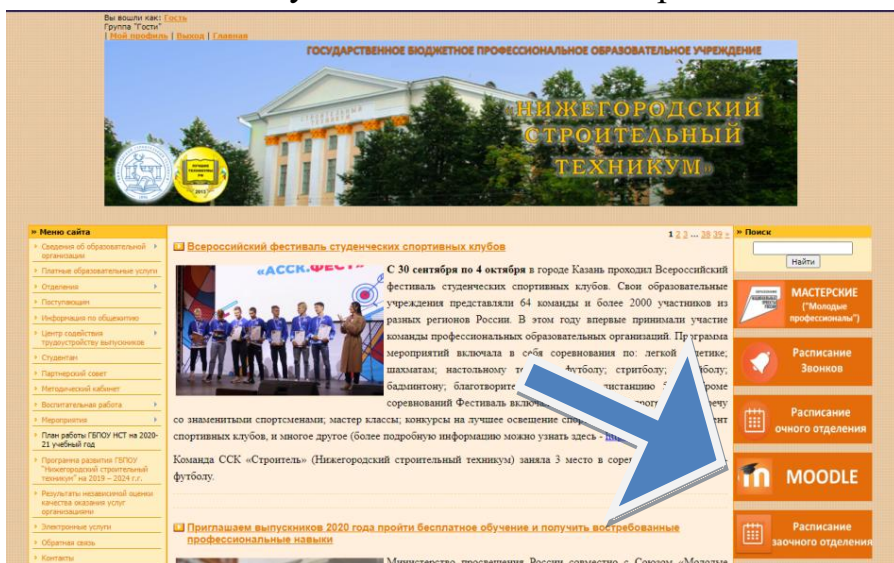 Вы вошли как: Гость
Группа "Гости"
| Мой профиль | Выход | Главная
ГОСУДАРСТВЕННОЕ БЮДЖЕТНОЕ ПРОФЕССИОНАЛЬНОЕ ОБРАЗОВАТЕЛЬНОЕ УЧРЕЖДЕНИЕ
«НИЖЕГОРОДСКИЙ
СТРОИТЕЛЬНЫЙ
ТЕХНИКУМ»
» Меню сайта
Сведения об образовательной
организации
Платные образовательные услуги
Отделения
Поступающим
Информация по общежитию
Центр содействия
трудоустройству выпускников
Студентам
Партнерский совет
Методический кабинет
Воспитательная работа
Мероприятия
План работы ГБПОУ НСТ на 2020-
21 учебный год
Программа развития ГБПОУ
"Нижегородский строительный
техникум" на 2019 – 2024 г.г.
Результаты независимой оценки
качества оказания услуг
организациями
Электронные услуги
Обратная связь
Контакты
1 2 3 ... 38 39 »
Всероссийский фестиваль студенческих спортивных клубов
«АССК.ФЕСТ»
С 30 сентября по 4 октября в городе Казань проходил Всероссийский
фестиваль студенческих спортивных клубов. Свои образовательные
учреждения представляли 64 команды и более 2000 участников из
разных регионов России. В этом году впервые принимали участие
команды профессиональных образовательных организаций. Программа
мероприятий включала в себя соревнования по: легкой
шахматам; настольному футболу; стритболу;
бадминтону; дистанцию
соревнований Фестиваль
со знаменитыми спортсменами; мастер классы; конкурсы на лучшее освещение
спортивных клубов, и многое другое (более подробную информацию можно узнать здесь -
Команда ССК «Строитель» (Нижегородский строительный техникум) заняла 3 место в
футболу.
Приглашаем выпускников 2020 года пройти бесплатное обучение и получить востребованные
профессиональные навыки
Министерство просвещения России совместно с Союзом «Молодые
» Поиск
Найти
МАСТЕРСКИЕ
("Молодые
профессионалы")
Расписание
Звонков
Расписание
очного отделения
MOODLE
Расписание
заочного отделения